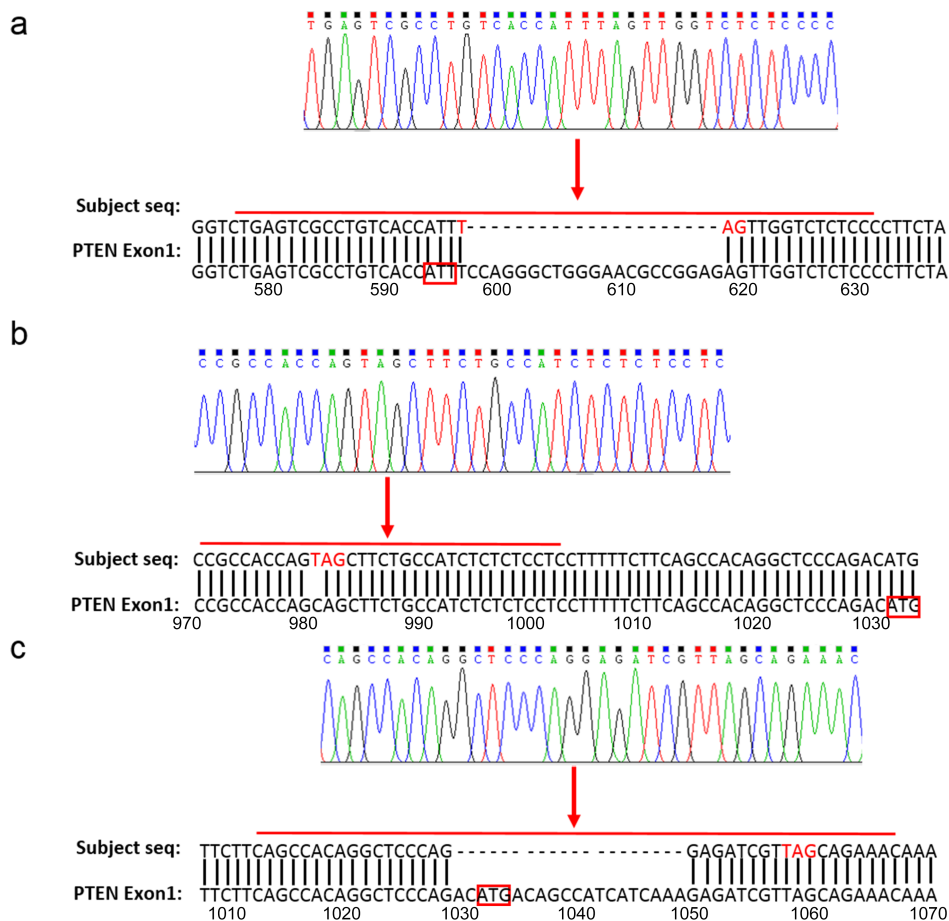 a
T G A G T C G C C T G T C A C C A T T T A G T T G G T C T C T C C C C
Subject seq:
GGTCTGAGTCGCCTGTCACCATTT---------------------AGTTGGTCTCTCCCCTTCTA
PTEN Exon1:
GGTCTGAGTCGCCTGTCACCATTTCCAGGGCTGGGAACGCCGGAGAGTTGGTCTCTCCCCTTCTA
580 590 600 610 620 630
b
C C G C C A C C A G T A G C T T C T G C C A T C T C T C T C C T C
Subject seq: CCGCCACCAGTAGCTTCTGCCATCTCTCTCCTCCTTTTTCTTCAGCCACAGGCTCCCAGACATG
PTEN Exon1: CCGCCACCAGCAGCTTCTGCCATCTCTCTCCTCCTTTTTCTTCAGCCACAGGCTCCCAGACATG
970 980 990 1000 1010 1020 1030
c
C A G C C A C A G G C T C C C A G G A G A T C G T T A G C A G A A A C
Subject seq: TTCTTCAGCCACAGGCTCCCAG--------------------GAGATCGTTAGCAGAAACAAA
PTEN Exon1: TTCTTCAGCCACAGGCTCCCAGACATGACAGCCATCATCAAAGAGATCGTTAGCAGAAACAAA
1010 1020 1030 1040 1050 1060 1070